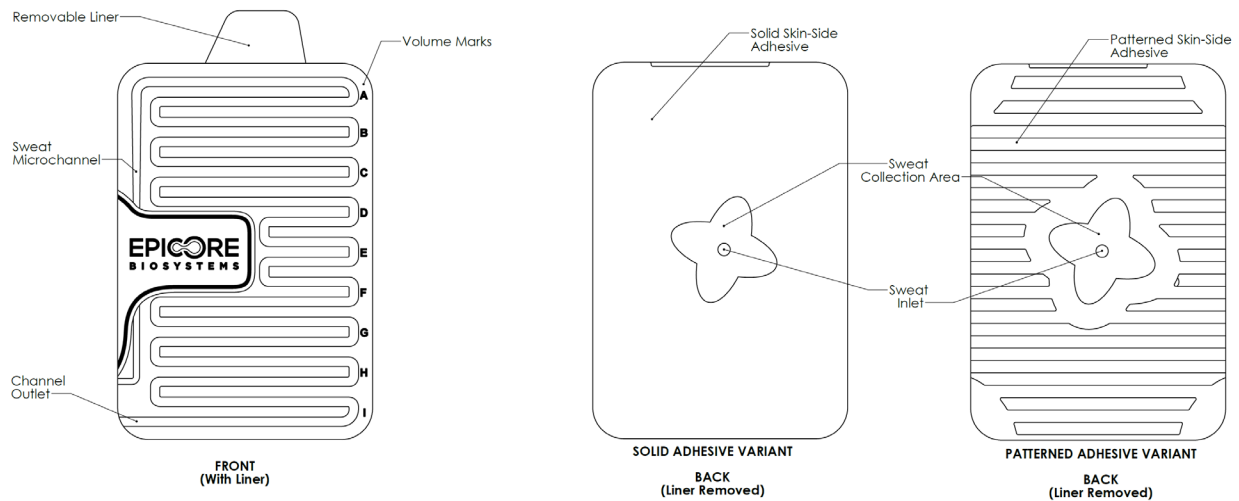 Removable Liner
Volume Marks
A
B
C
D
E
F
G
H
I
Sweat
Microchannel
EPICORE
BIOSYSTEMS
Channel
Outlet
FRONT
(With Liner)
Solid Skin-Side
Adhesive
Sweat
Collection Area
Sweat
Inlet
SOLID ADHESIVE VARIANT
BACK
(Liner Removed)
Patterned Skin-Side
Adhesive
PATTERNED ADHESIVE VARIANT
BACK
(Liner Removed)